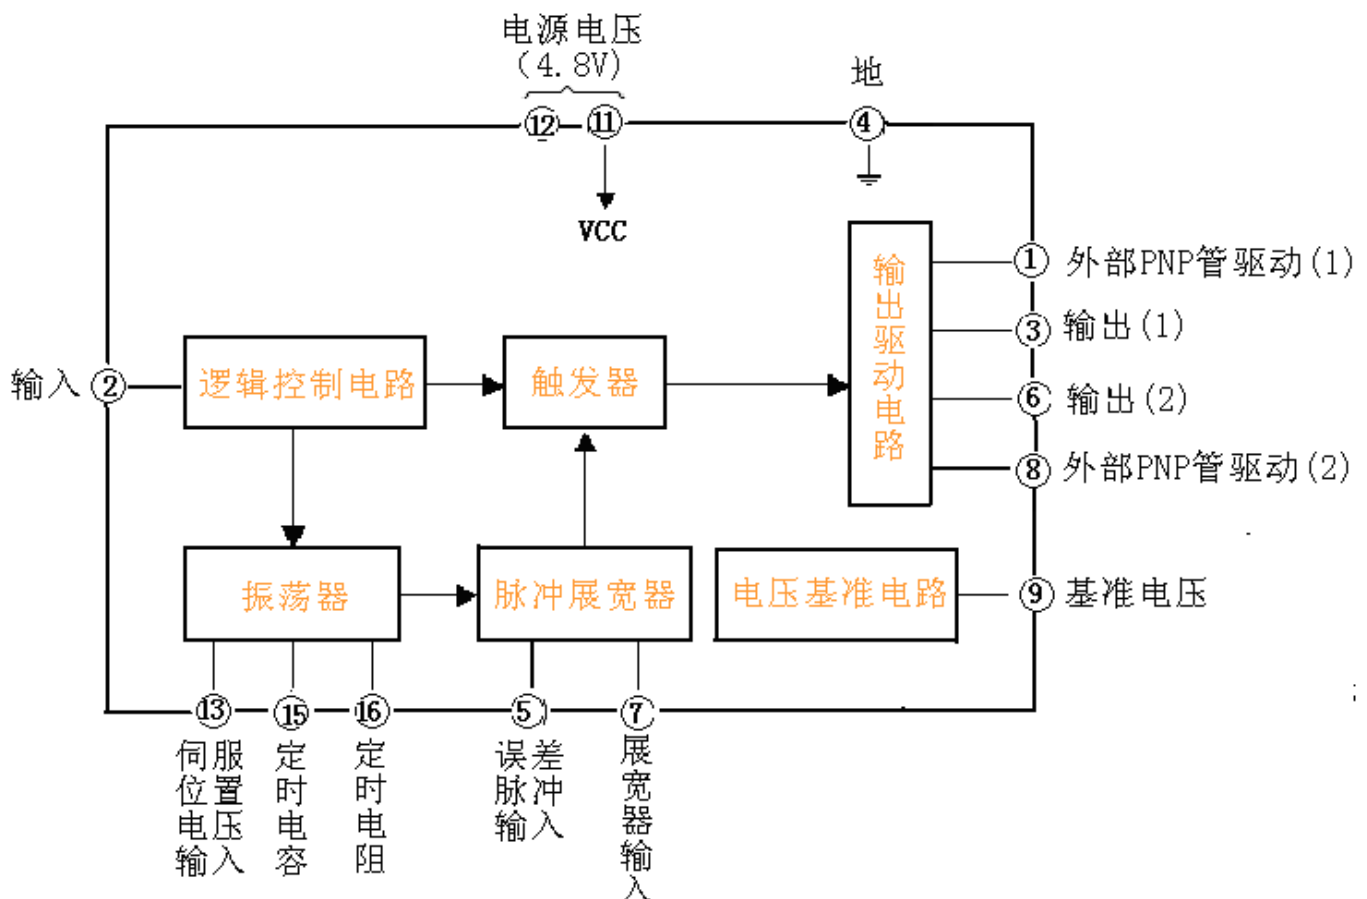 电源电压
(4.8V)
地
⑫ ⑪ ④
VCC
① 外部PNP管驱动(1)
③ 输出(1)
输入 ② 逻辑控制电路 触发器 输出驱动电路
⑥ 输出(2)
⑧ 外部PNP管驱动(2)
振荡器 脉冲展宽器 电压基准电路 ⑨ 基准电压
⑬ ⑮ ⑯ ⑤ ⑦
伺服
位置
电压
输入
定时电容
定时电阻
误差
脉冲
输入
展宽器输入